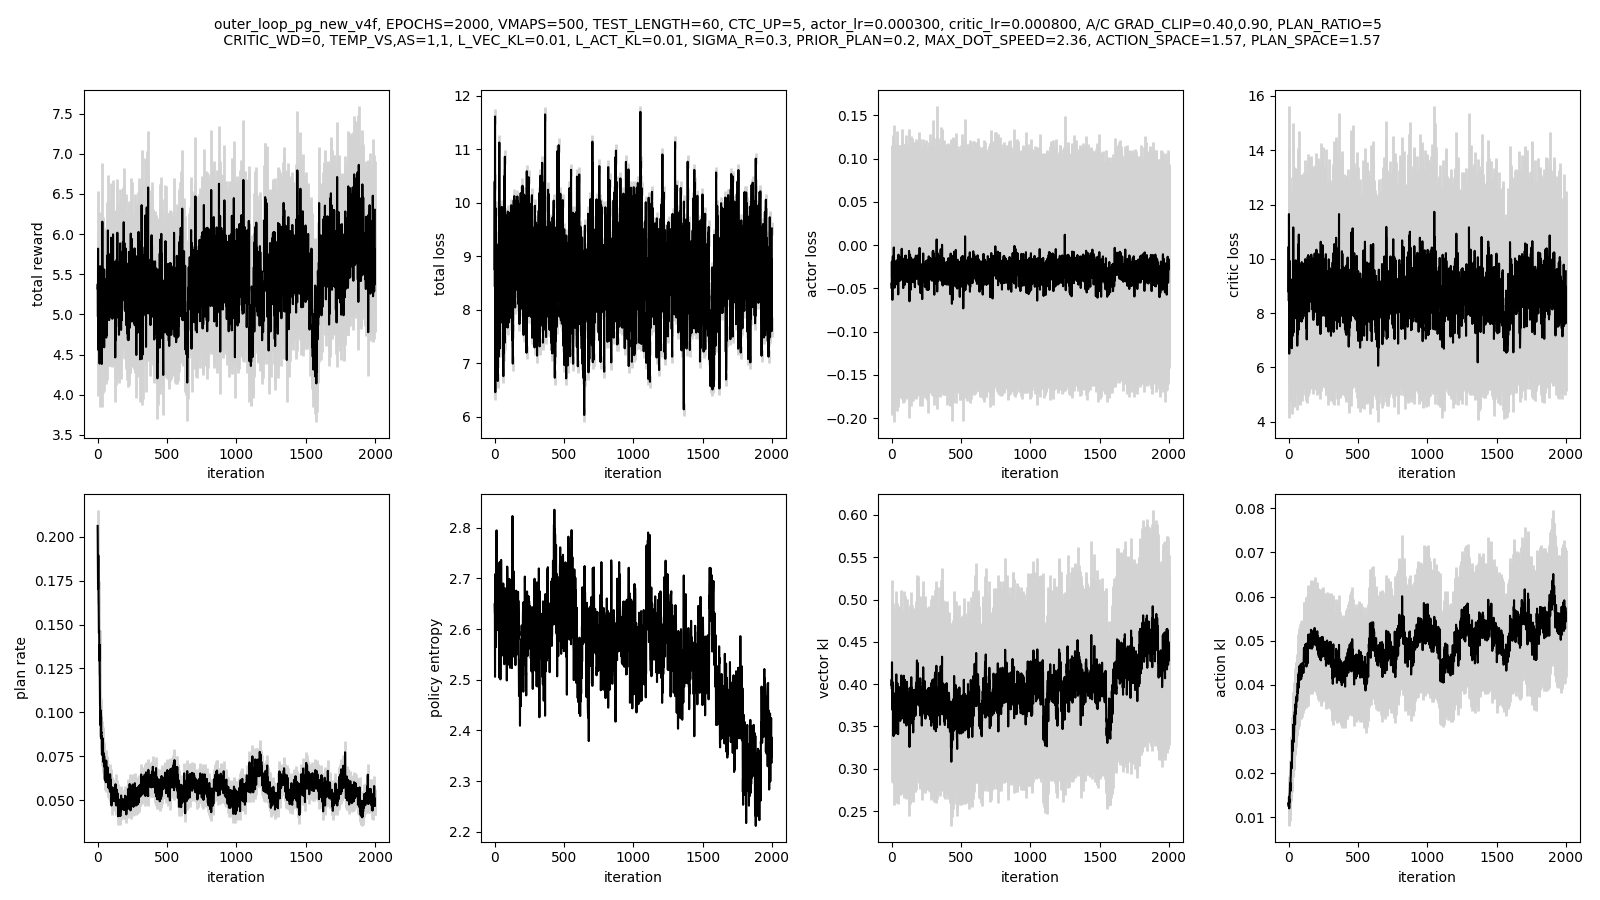 outer_loop_pg_new_v4f, EPOCHS=2000, VMAPS=500, TEST_LENGTH=60, CTC_UP=5, actor_lr=0.000300, critic_lr=0.000800, A/C GRAD_CLIP=0.40,0.90, PLAN_RATIO=5
CRITIC_WD=0, TEMP_VS,AS=1,1, L_VEC_KL=0.01, L_ACT_KL=0.01, SIGMA_R=0.3, PRIOR_PLAN=0.2, MAX_DOT_SPEED=2.36, ACTION_SPACE=1.57, PLAN_SPACE=1.57
total reward
7.5
7.0
6.5
6.0
5.5
5.0
4.5
4.0
3.5
0 500 1000 1500 2000
iteration
total loss
12
11
10
9
8
7
6
0 500 1000 1500 2000
iteration
actor loss
0.15
0.10
0.05
0.00
−0.05
−0.10
−0.15
−0.20
0 500 1000 1500 2000
iteration
critic loss
16
14
12
10
8
6
4
0 500 1000 1500 2000
iteration
plan rate
0.200
0.175
0.150
0.125
0.100
0.075
0.050
0 500 1000 1500 2000
iteration
policy entropy
2.8
2.7
2.6
2.5
2.4
2.3
2.2
0 500 1000 1500 2000
iteration
vector kl
0.60
0.55
0.50
0.45
0.40
0.35
0.30
0.25
0 500 1000 1500 2000
iteration
action kl
0.08
0.07
0.06
0.05
0.04
0.03
0.02
0.01
0 500 1000 1500 2000
iteration